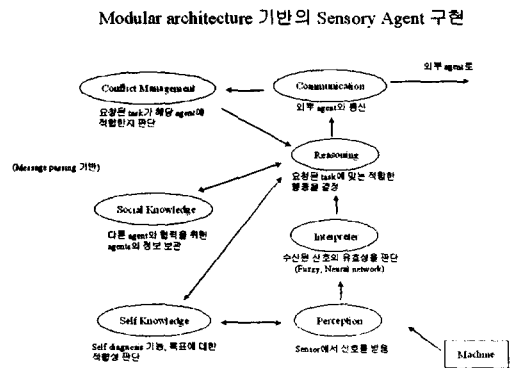 Modular architecture 기반의 Sensory Agent 구현
외부 agent로
Conflict Management
Communication
요청된 task가 해당 agent에
적합한지 판단
외부 agent와 통신
Reasoning
(Message passing 기반)
요청된 task에 맞는 적합한
행동을 결정
Social Knowledge
다른 agent와 협력을 위한
agents의 정보 보관
Interpreter
수신된 신호의 유효성을 판단
(Fuzzy, Neural network)
Self Knowledge
Perception
Self diagnosis 기능, 목표에 대한
적합성 판단
Sensor에서 신호를 받음
Machine